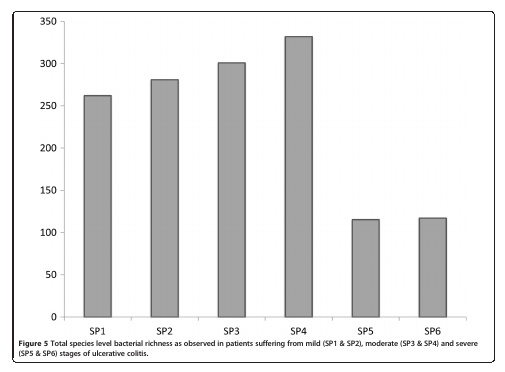 350
300
250
200
150
100
50
0
SP1 SP2 SP3 SP4 SP5 SP6
Figure 5 Total species level bacterial richness as observed in patients suffering from mild (SP1 & SP2), moderate (SP3 & SP4) and severe
(SP5 & SP6) stages of ulcerative colitis.